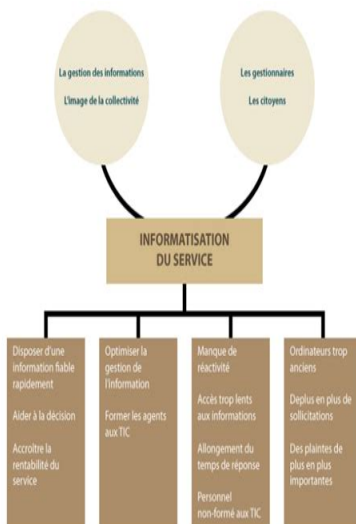 La gestion des informations
L'image de la collectivité
Les gestionnaires
Les citoyens
INFORMATISATION
DU SERVICE
Disposer d'une
information fiable
rapidement
Aider à la décision
Accroître la
rentabilité du
service
Optimiser la
gestion de
l'information
Former les agents
aux TIC
Manque de
réactivité
Accès trop lents
aux informations
Allongement du
temps de réponse
Personnel
non-formé aux TIC
Ordinateurs trop
anciens
Deplus en plus de
sollicitations
Des plaintes de
plus en plus
importantes